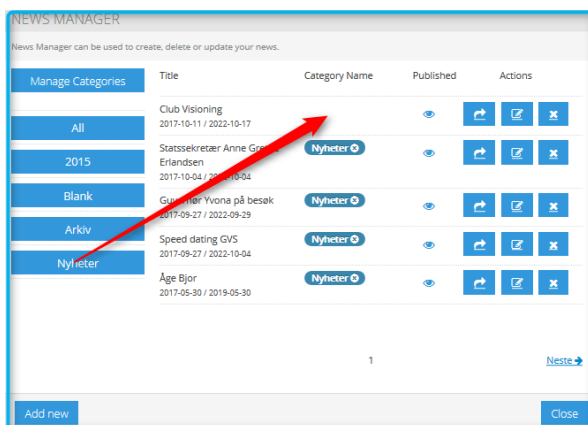 NEWS MANAGER
News Manager can be used to create, delete or update your news.
Manage Categories
All
2015
Blank
Arkiv
Nyheter
Title Category Name Published Actions
Club Visioning
2017-10-11 / 2022-10-17
Statssekretær Anne
Erlandsen
Nyheter
2017-10-04 / -10-04
Yvona på besøk
Nyheter
2017-09-27 / 2022-09-29
Speed dating GVS
Nyheter
2017-09-27 / 2022-10-04
Åge Bjor
Nyheter
2017-05-30 / 2019-05-30
1
Neste
Add new
Close